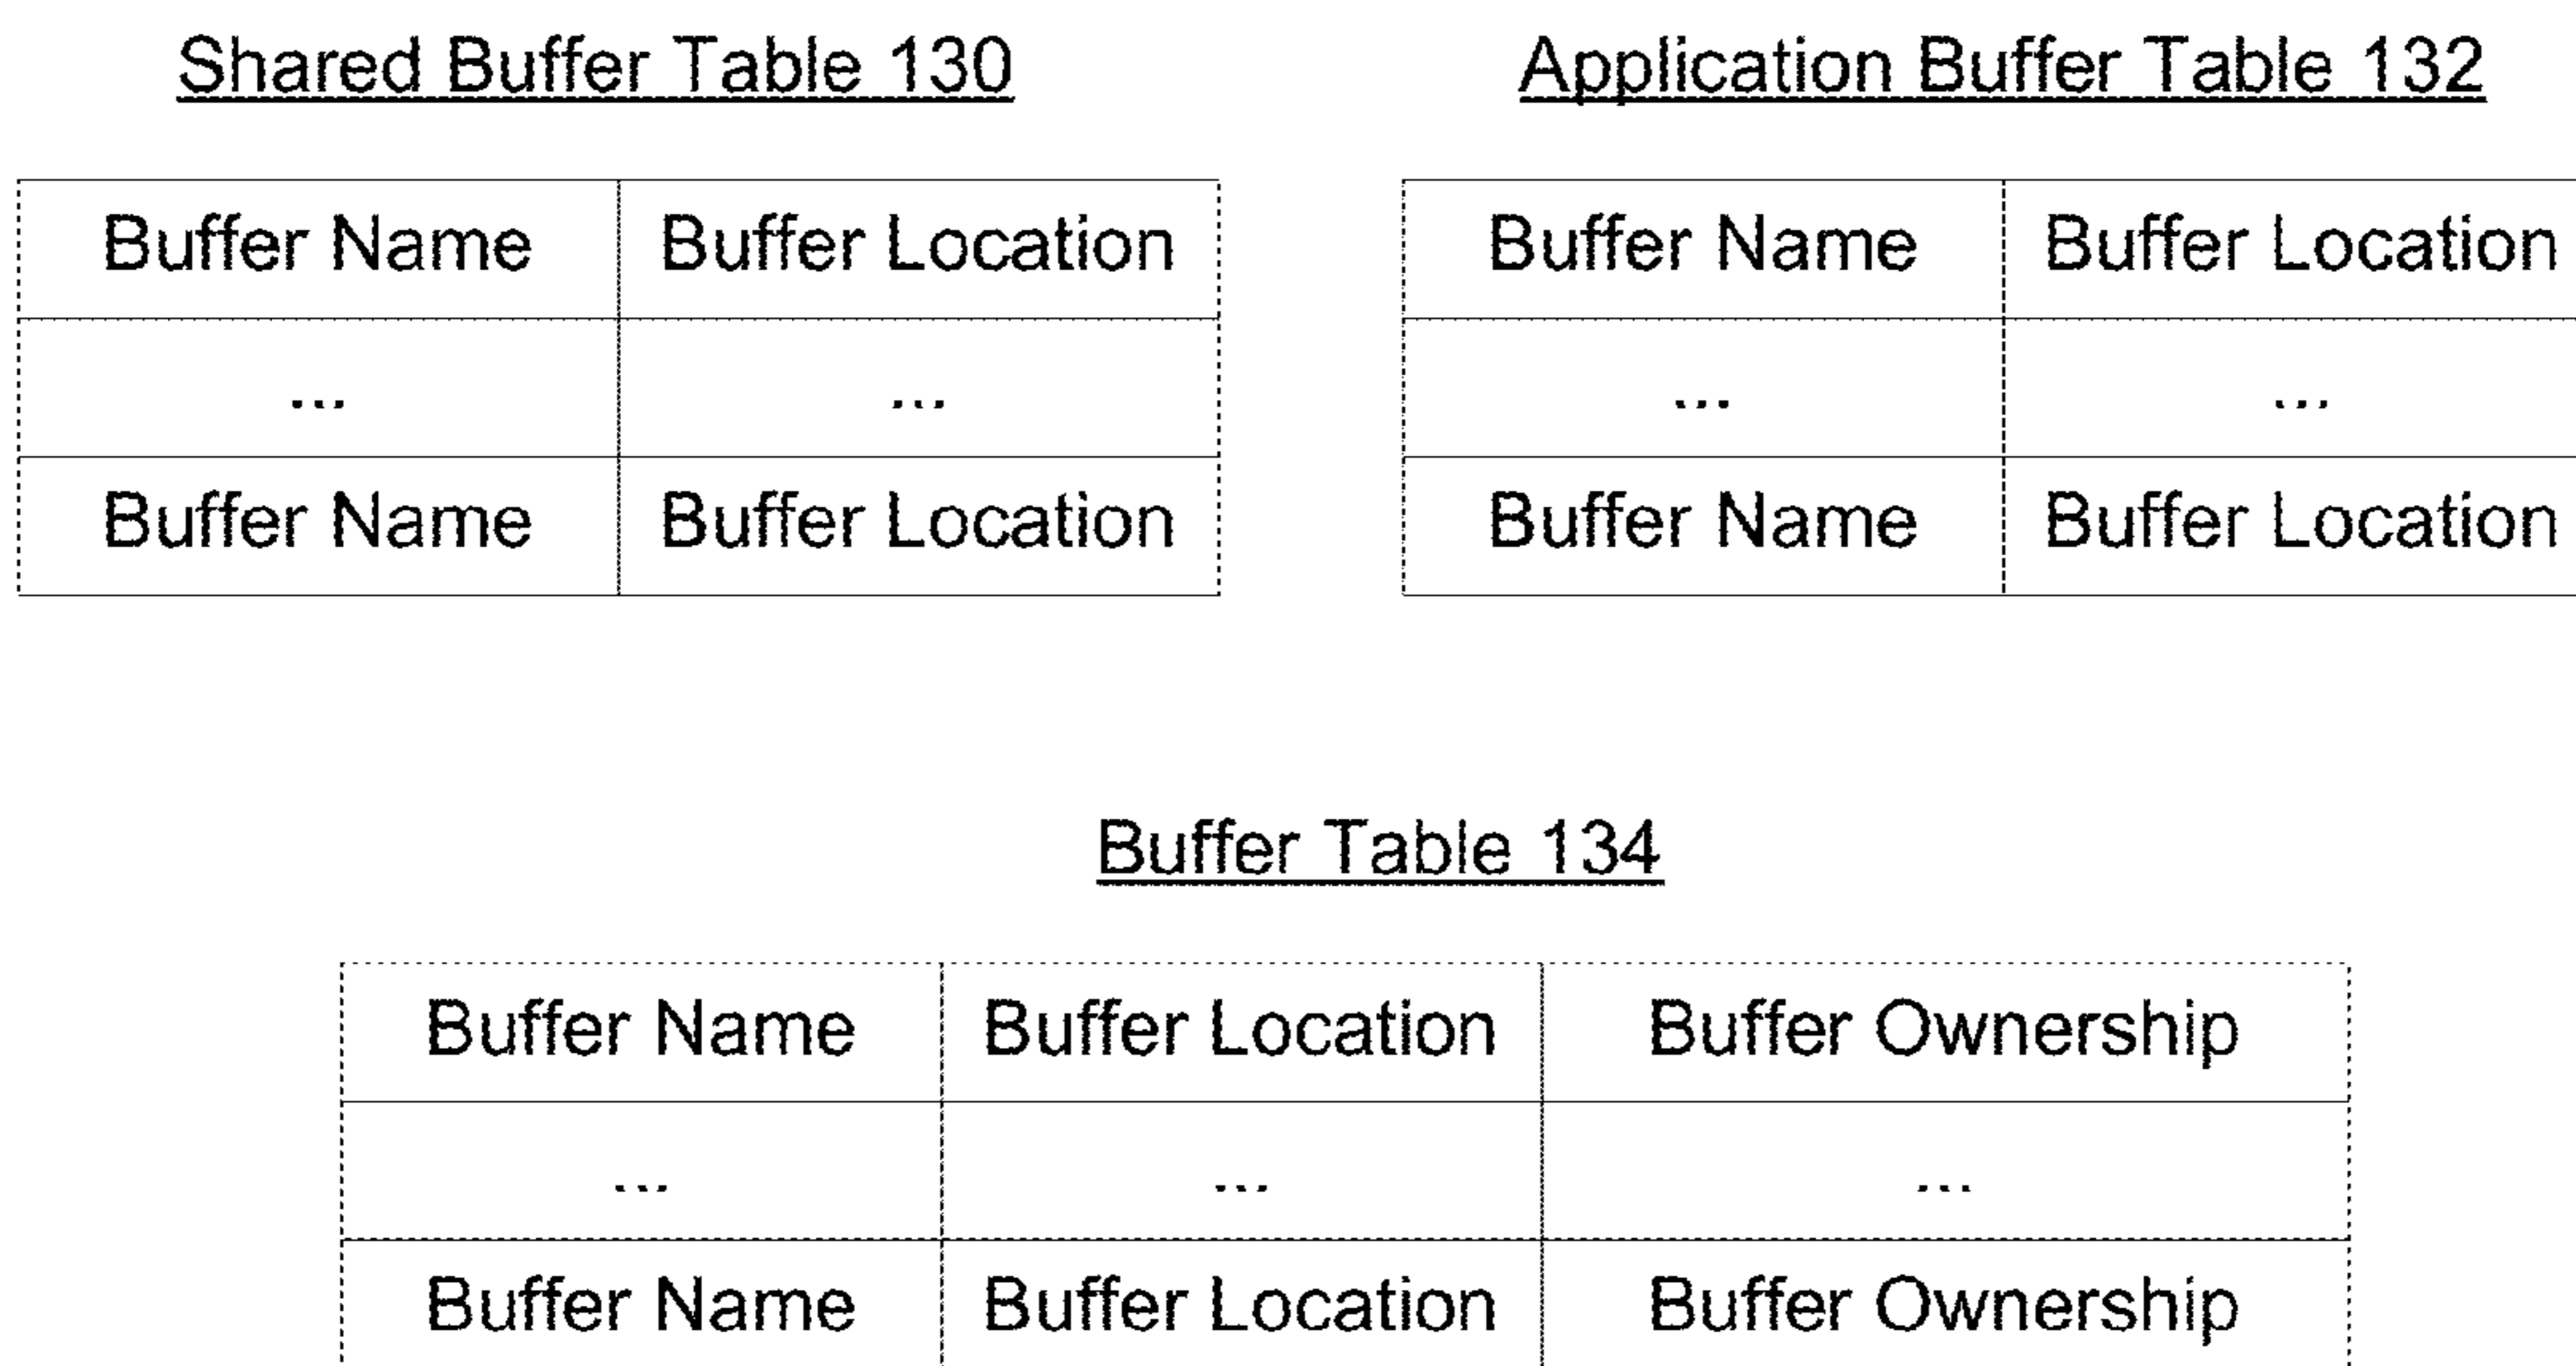 Shared Buffer Table 130
Buffer Name Buffer Location
... ...
Buffer Name Buffer Location
Application Buffer Table 132
Buffer Name Buffer Location
... ...
Buffer Name Buffer Location
Buffer Table 134
Buffer Name Buffer Location Buffer Ownership
... ... ...
Buffer Name Buffer Location Buffer Ownership